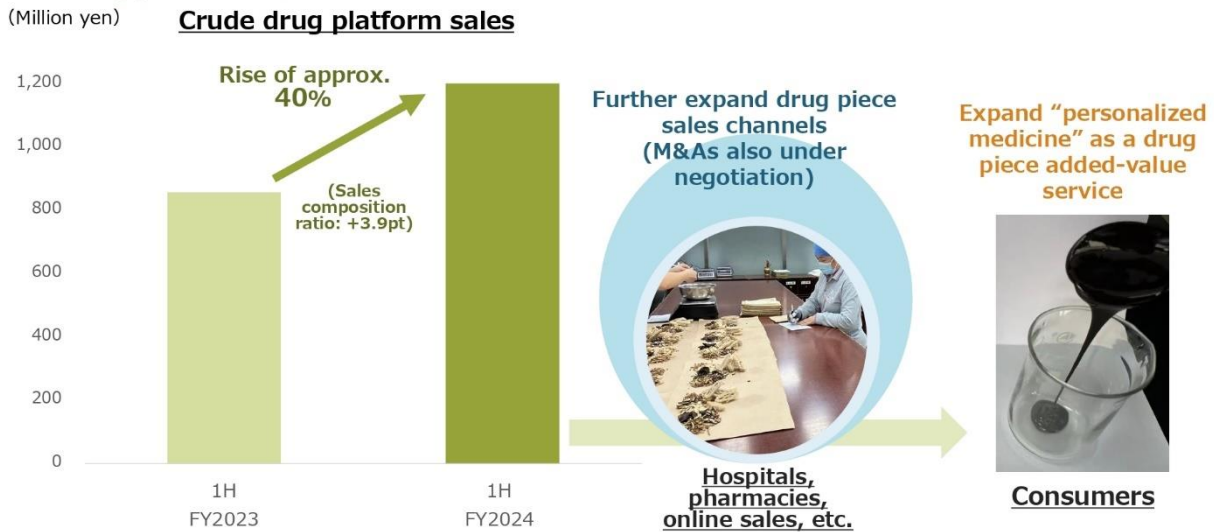 (Million yen)
Crude drug platform sales
1,200
1,000
800
600
400
200
0
Rise of approx.
40%
(Sales
composition
ratio: +3.9pt)
1H
FY2023
1H
FY2024
Further expand drug piece
sales channels
(M&As also under
negotiation)
Hospitals,
pharmacies,
online sales, etc.
Expand “personalized
medicine” as a drug
piece added-value
service
Consumers